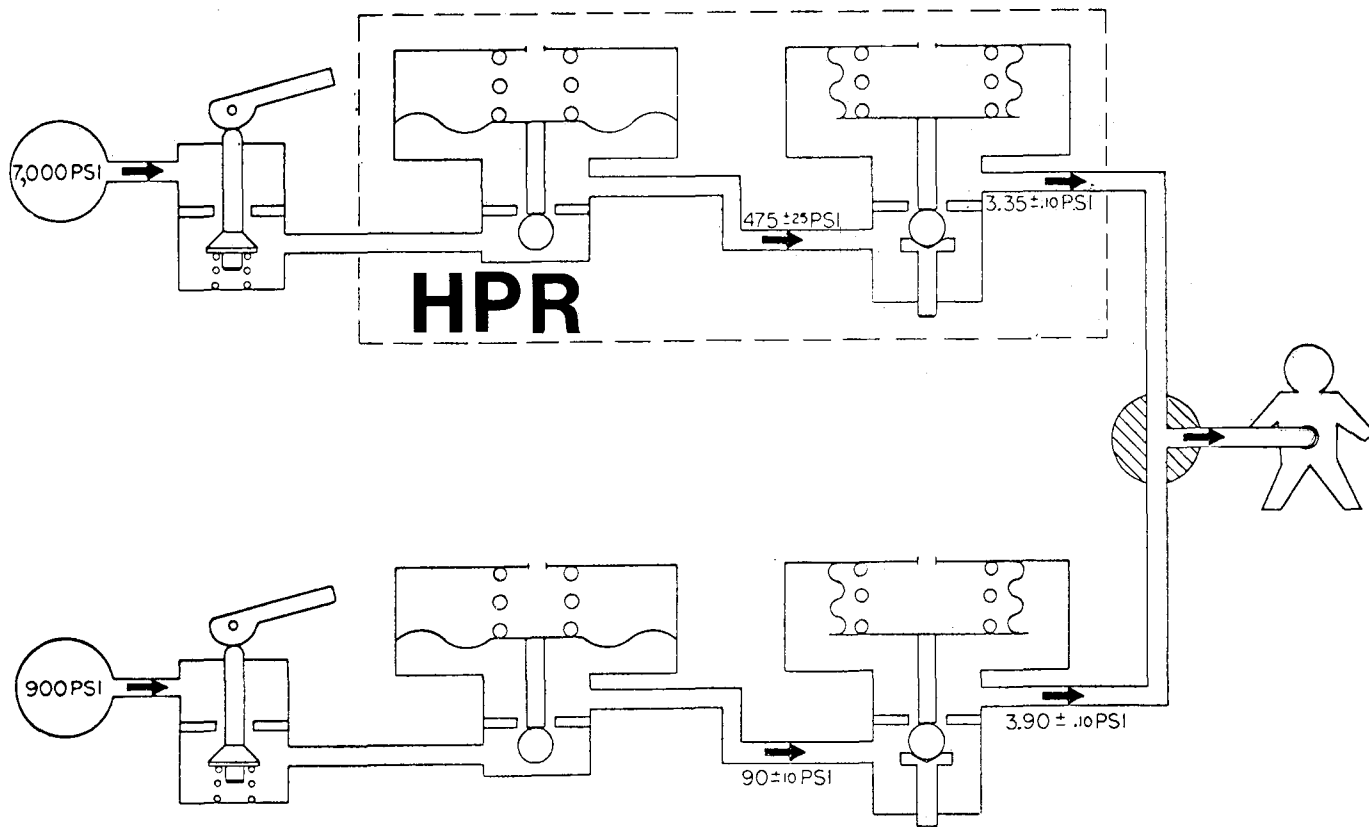 7,000 PSI
475 ±25 PSI
3.35 ±.10 PSI
HPR
900 PSI
90 ±10 PSI
3.90 ± .10 PSI